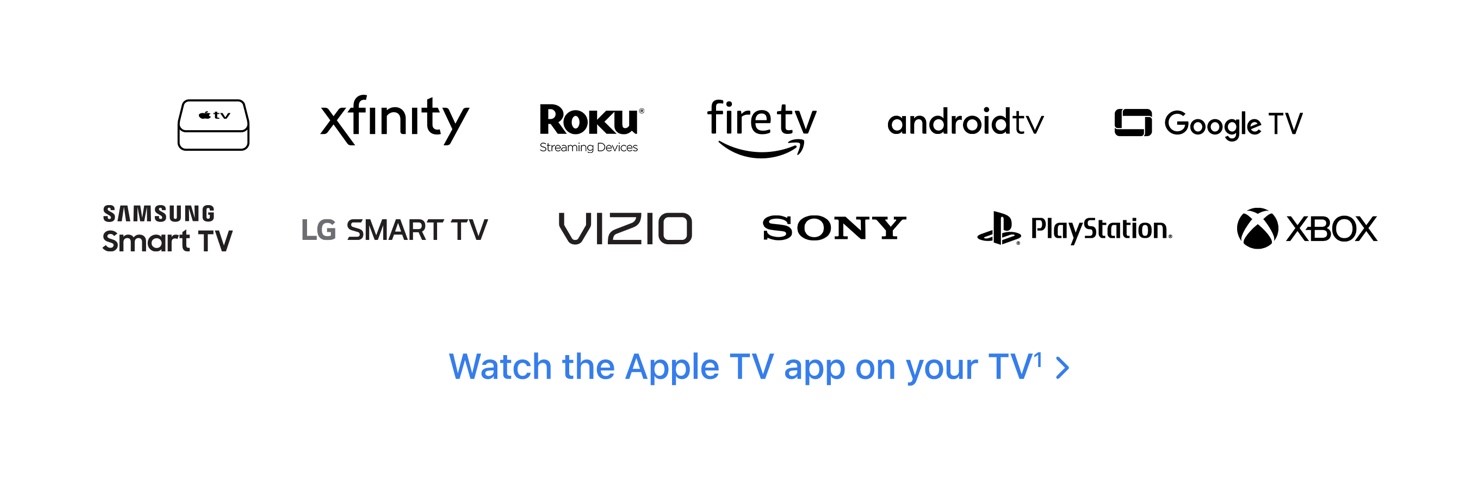 tv
xfinity
Roku®
Streaming Devices
fire tv
androidtv
Google TV
SAMSUNG
Smart TV
LG SMART TV
VIZIO
SONY
PlayStation®
XBOX
Watch the Apple TV app on your TV¹ >